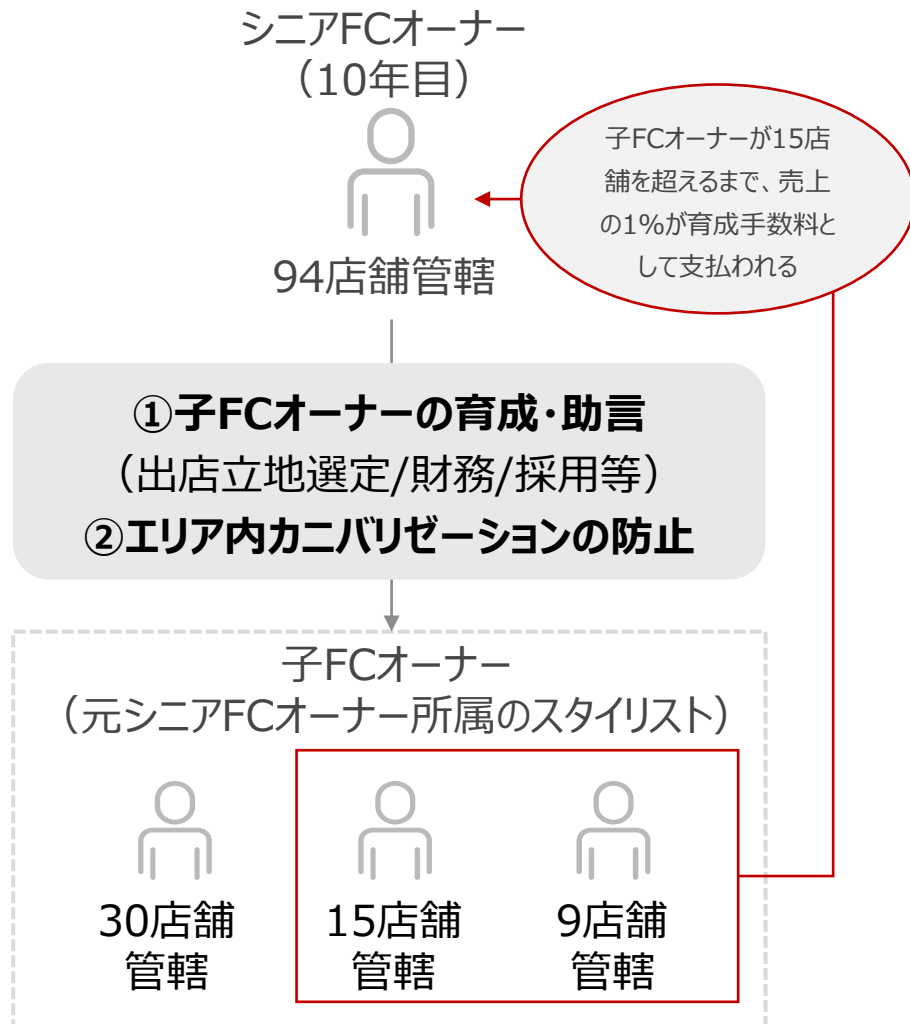 シニアFCオーナー
（10年目）
子FCオーナーが15店
舗を超えるまで、売上
の1%が育成手数料と
して支払われる
94店舗管轄
①子FCオーナーの育成・助言
（出店立地選定/財務/採用等）
②エリア内カニバリゼーションの防止
子FCオーナー
（元シニアFCオーナー所属のスタイリスト）
30店舗
管轄
15店舗
管轄
9店舗
管轄